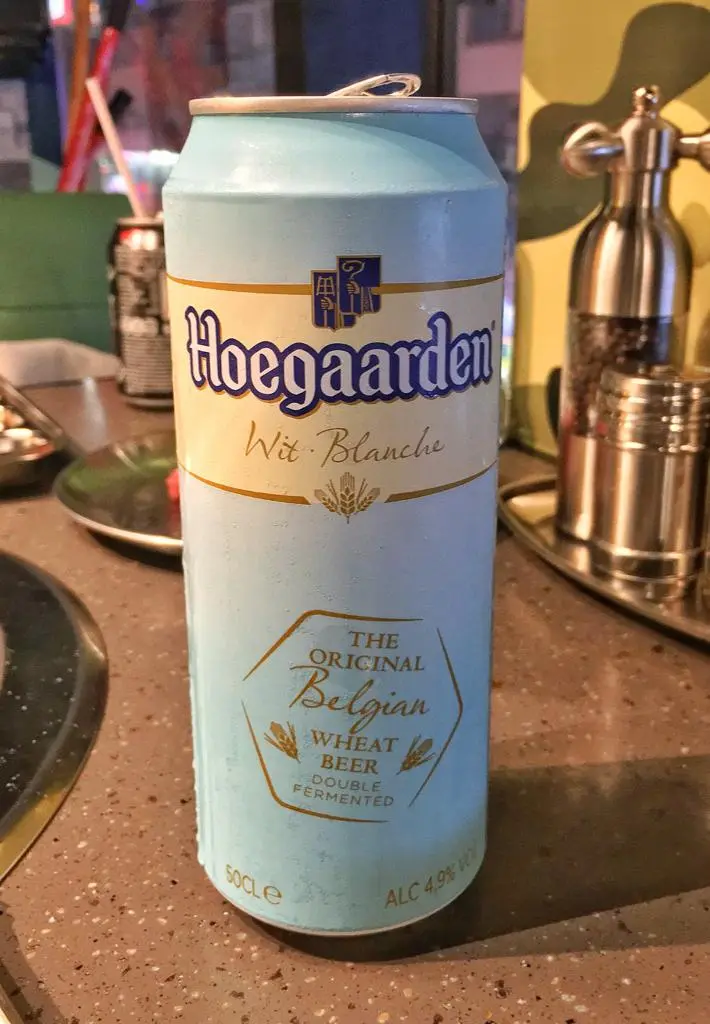 Hoegaarden
Wit · Blanche
THE
ORIGINAL
Belgian
WHEAT
BEER
DOUBLE
FERMENTED
50CL ℮
ALC 4,9% VOL